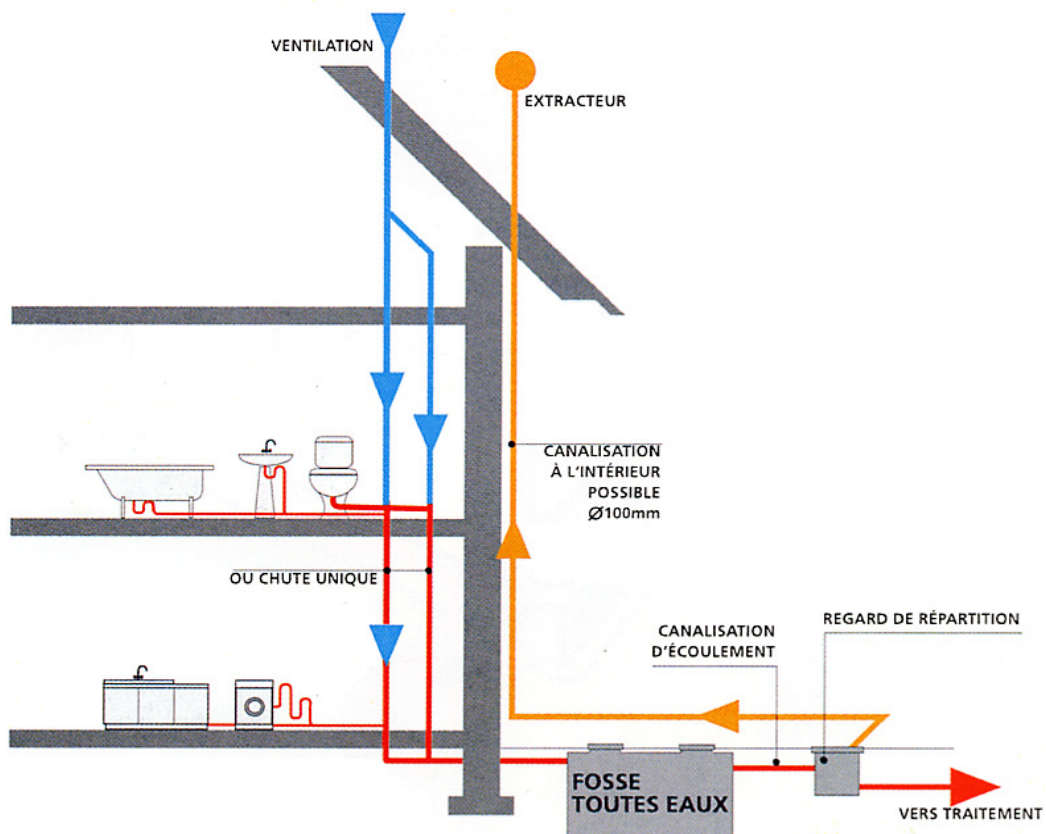 VENTILATION
EXTRACTEUR
CANALISATION
À L'INTÉRIEUR
POSSIBLE
Ø100mm
OU CHUTE UNIQUE
CANALISATION
D'ÉCOULEMENT
REGARD DE RÉPARTITION
FOSSE
TOUTES EAUX
VERS TRAITEMENT